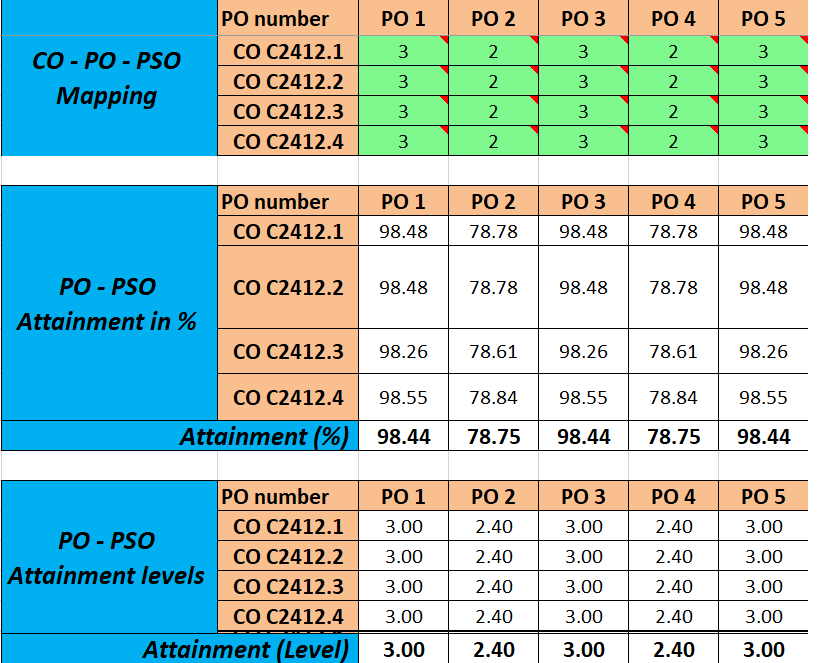 PO number PO 1 PO 2 PO 3 PO 4 PO 5
CO - PO - PSO
Mapping
CO C2412.1 3 2 3 2 3
CO C2412.2 3 2 3 2 3
CO C2412.3 3 2 3 2 3
CO C2412.4 3 2 3 2 3
PO - PSO
Attainment in %
PO number PO 1 PO 2 PO 3 PO 4 PO 5
CO C2412.1 98.48 78.78 98.48 78.78 98.48
CO C2412.2 98.48 78.78 98.48 78.78 98.48
CO C2412.3 98.26 78.61 98.26 78.61 98.26
CO C2412.4 98.55 78.84 98.55 78.84 98.55
Attainment (%) 98.44 78.75 98.44 78.75 98.44
PO - PSO
Attainment levels
PO number PO 1 PO 2 PO 3 PO 4 PO 5
CO C2412.1 3.00 2.40 3.00 2.40 3.00
CO C2412.2 3.00 2.40 3.00 2.40 3.00
CO C2412.3 3.00 2.40 3.00 2.40 3.00
CO C2412.4 3.00 2.40 3.00 2.40 3.00
Attainment (Level) 3.00 2.40 3.00 2.40 3.00